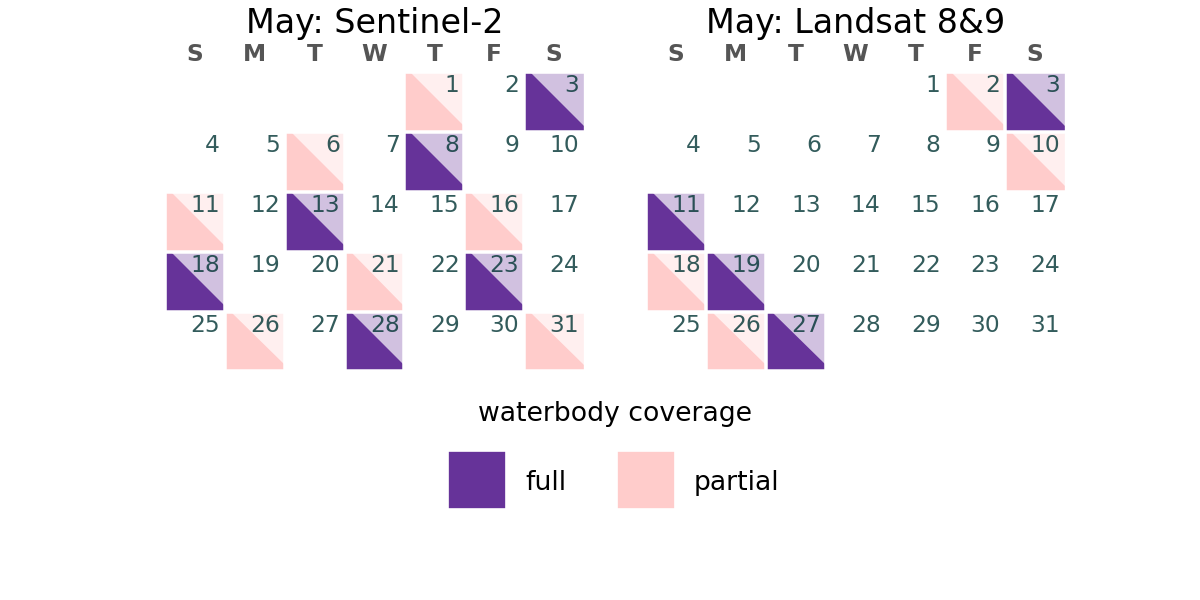 May: Sentinel-2
S M T W T F S
1 2 3
4 5 6 7 8 9 10
11 12 13 14 15 16 17
18 19 20 21 22 23 24
25 26 27 28 29 30 31
May: Landsat 8&9
S M T W T F S
1 2 3
4 5 6 7 8 9 10
11 12 13 14 15 16 17
18 19 20 21 22 23 24
25 26 27 28 29 30 31
waterbody coverage
full partial